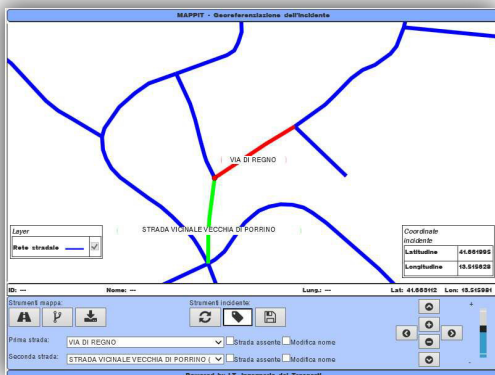 MAPPIT - Georeferenziazione dell'Incidente
VIA DI REGNO
STRADA VICINALE VECCHIA DI PORRINO
Layer
Rete stradale
Coordinate incidente
Latitudine 41.661995
Longitudine 13.515628
ID: --- Nome: --- Lung.: --- Lat: 41.663112 Lon: 13.515981
Strumenti mappa: Strumenti incidente:
Prima strada: VIA DI REGNO Strada assente Modifica nome
Seconda strada: STRADA VICINALE VECCHIA DI PORRINO ( Strada assente Modifica nome